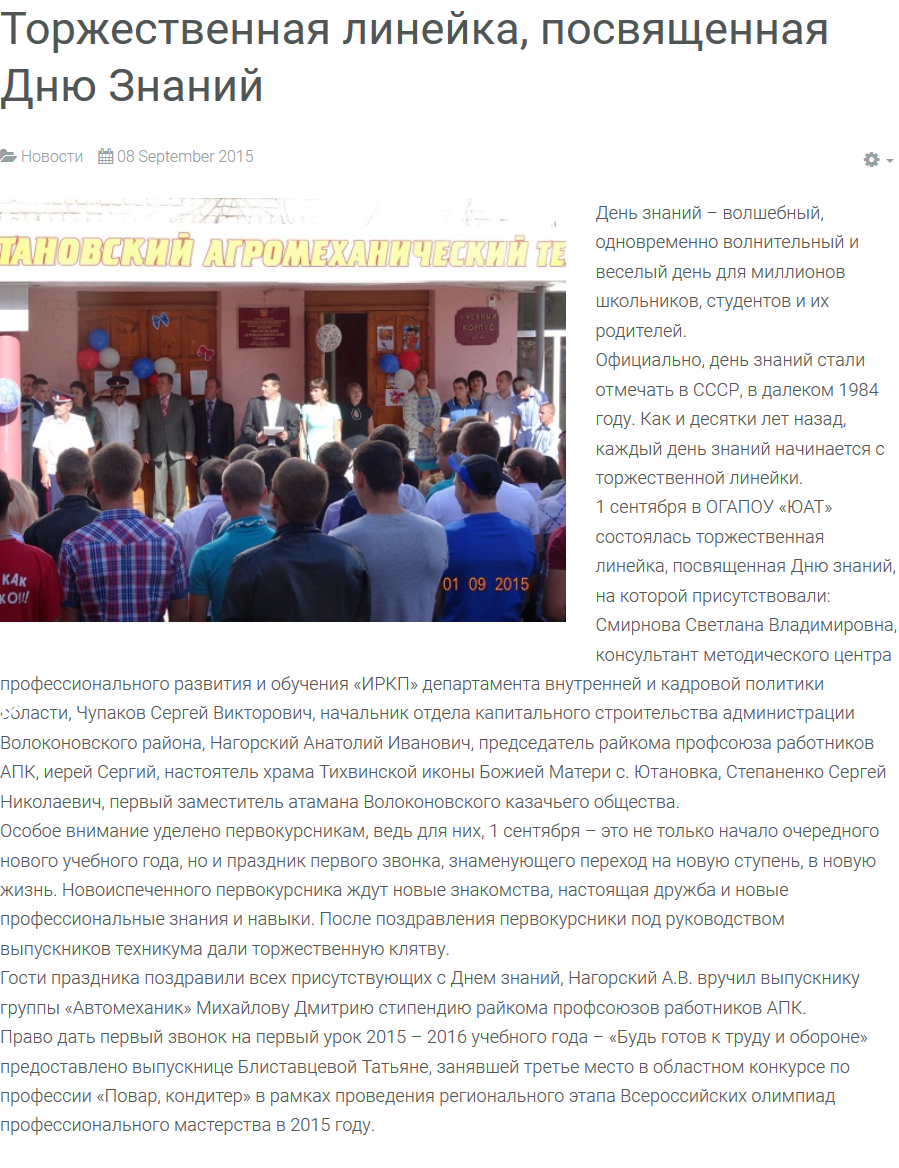 Торжественная линейка, посвященная
Дню Знаний
Новости 08 September 2015
ТАНОВСКИЙ АГРОМЕХАНИЧЕСКИЙ ТЕ
УЧЕБНЫЙ
КОРПУС
КАК
01 09 2015
День знаний – волшебный,
одновременно волнительный и
веселый день для миллионов
школьников, студентов и их
родителей.
Официально, день знаний стали
отмечать в СССР, в далеком 1984
году. Как и десятки лет назад,
каждый день знаний начинается с
торжественной линейки.
1 сентября в ОГАПОУ «ЮАТ»
состоялась торжественная
линейка, посвященная Дню знаний,
на которой присутствовали:
Смирнова Светлана Владимировна,
консультант методического центра
профессионального развития и обучения «ИРКП» департамента внутренней и кадровой политики
области, Чупаков Сергей Викторович, начальник отдела капитального строительства администрации
Волоконовского района, Нагорский Анатолий Иванович, председатель райкома профсоюза работников
АПК, иерей Сергий, настоятель храма Тихвинской иконы Божией Матери с. Ютановка, Степаненко Сергей
Николаевич, первый заместитель атамана Волоконовского казачьего общества.
Особое внимание уделено первокурсникам, ведь для них, 1 сентября – это не только начало очередного
нового учебного года, но и праздник первого звонка, знаменующего переход на новую ступень, в новую
жизнь. Новоиспеченного первокурсника ждут новые знакомства, настоящая дружба и новые
профессиональные знания и навыки. После поздравления первокурсники под руководством
выпускников техникума дали торжественную клятву.
Гости праздника поздравили всех присутствующих с Днем знаний, Нагорский А.В. вручил выпускнику
группы «Автомеханик» Михайлову Дмитрию стипендию райкома профсоюзов работников АПК.
Право дать первый звонок на первый урок 2015 – 2016 учебного года – «Будь готов к труду и обороне»
предоставлено выпускнице Блиставцевой Татьяне, занявшей третье место в областном конкурсе по
профессии «Повар, кондитер» в рамках проведения регионального этапа Всероссийских олимпиад
профессионального мастерства в 2015 году.